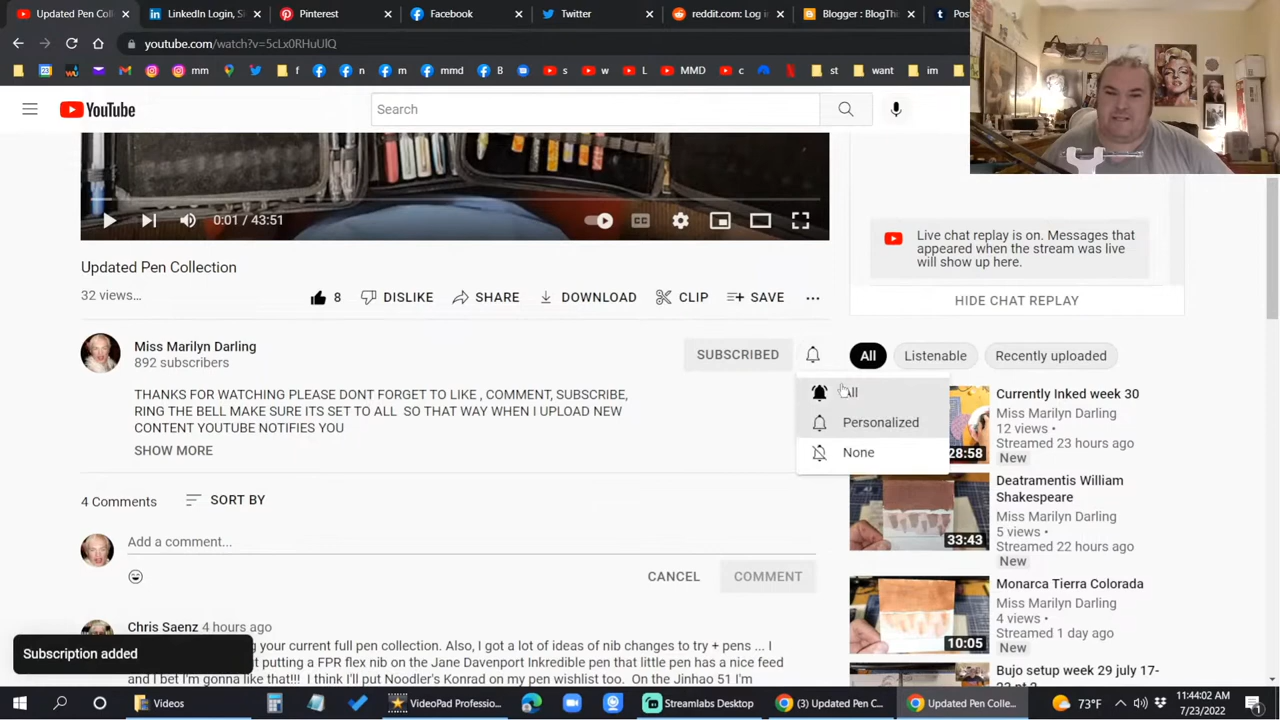 Updated Pen Col
LinkedIn Login, Si
Pinterest
Facebook
Twitter
reddit.com: Log i
Blogger : BlogThi
Pos
youtube.com/watch?v=5cLx0RHuUlQ
mm
f
n
m
mmd
B
s
w
L
MMD
c
st
want
im
YouTube
Search
0:01 / 43:51
CC
Live chat replay is on. Messages that
appeared when the stream was live
will show up here.
HIDE CHAT REPLAY
Updated Pen Collection
32 views...
8
DISLIKE
SHARE
DOWNLOAD
CLIP
SAVE
Miss Marilyn Darling
892 subscribers
SUBSCRIBED
All
Listenable
Recently uploaded
THANKS FOR WATCHING PLEASE DONT FORGET TO LIKE , COMMENT, SUBSCRIBE,
RING THE BELL MAKE SURE ITS SET TO ALL SO THAT WAY WHEN I UPLOAD NEW
CONTENT YOUTUBE NOTIFIES YOU
SHOW MORE
All
Personalized
None
Currently Inked week 30
Miss Marilyn Darling
12 views •
Streamed 23 hours ago
New
28:58
Deatramentis William
Shakespeare
Miss Marilyn Darling
5 views •
Streamed 22 hours ago
New
33:43
Monarca Tierra Colorada
Miss Marilyn Darling
4 views •
Streamed 1 day ago
New
10:05
Bujo setup week 29 july 17-
4 Comments
SORT BY
Add a comment...
CANCEL
COMMENT
Chris Saenz 4 hours ago
g you current full pen collection. Also, I got a lot of ideas of nib changes to try + pens ... I
t putting a FPR flex nib on the Jane Davenport Inkredible pen that little pen has a nice feed
and I bet I'm gonna like that!!! I think I'll put Noodler's Konrad on my pen wishlist too. On the Jinhao 51 I'm
Subscription added
Videos
VideoPad Professio...
Streamlabs Desktop
(3) Updated Pen C...
Updated Pen Colle...
73°F
11:44:02 AM
7/23/2022
1